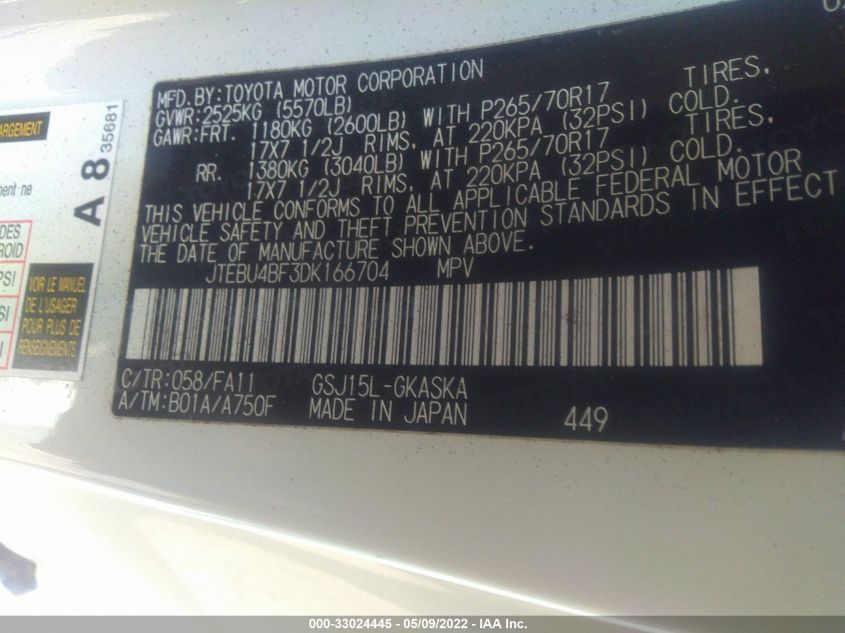 MFD. BY:TOYOTA MOTOR CORPORATION
GVWR:2525KG (5570LB)
GAWR:FRT. 1180KG (2600LB) WITH P265/70R17 TIRES,
17X7 1/2J RIMS, AT 220KPA (32PSI) COLD.
RR. 1380KG (3040LB) WITH P265/70R17 TIRES,
17X7 1/2J RIMS, AT 220KPA (32PSI) COLD.
THIS VEHICLE CONFORMS TO ALL APPLICABLE FEDERAL MOTOR
VEHICLE SAFETY AND THEFT PREVENTION STANDARDS IN EFFECT
THE DATE OF MANUFACTURE SHOWN ABOVE.
JTEBU4BF3DK166704 MPV
C/TR:058/FA11 GSJ15L-GKASKA
A/TM:B01A/A750F MADE IN JAPAN 449
A 8 35681
VOIR LE MANUEL
DE L'USAGER
POUR PLUS DE
RENSEIGNEMENTS
000-33024445 - 05/09/2022 - IAA Inc.